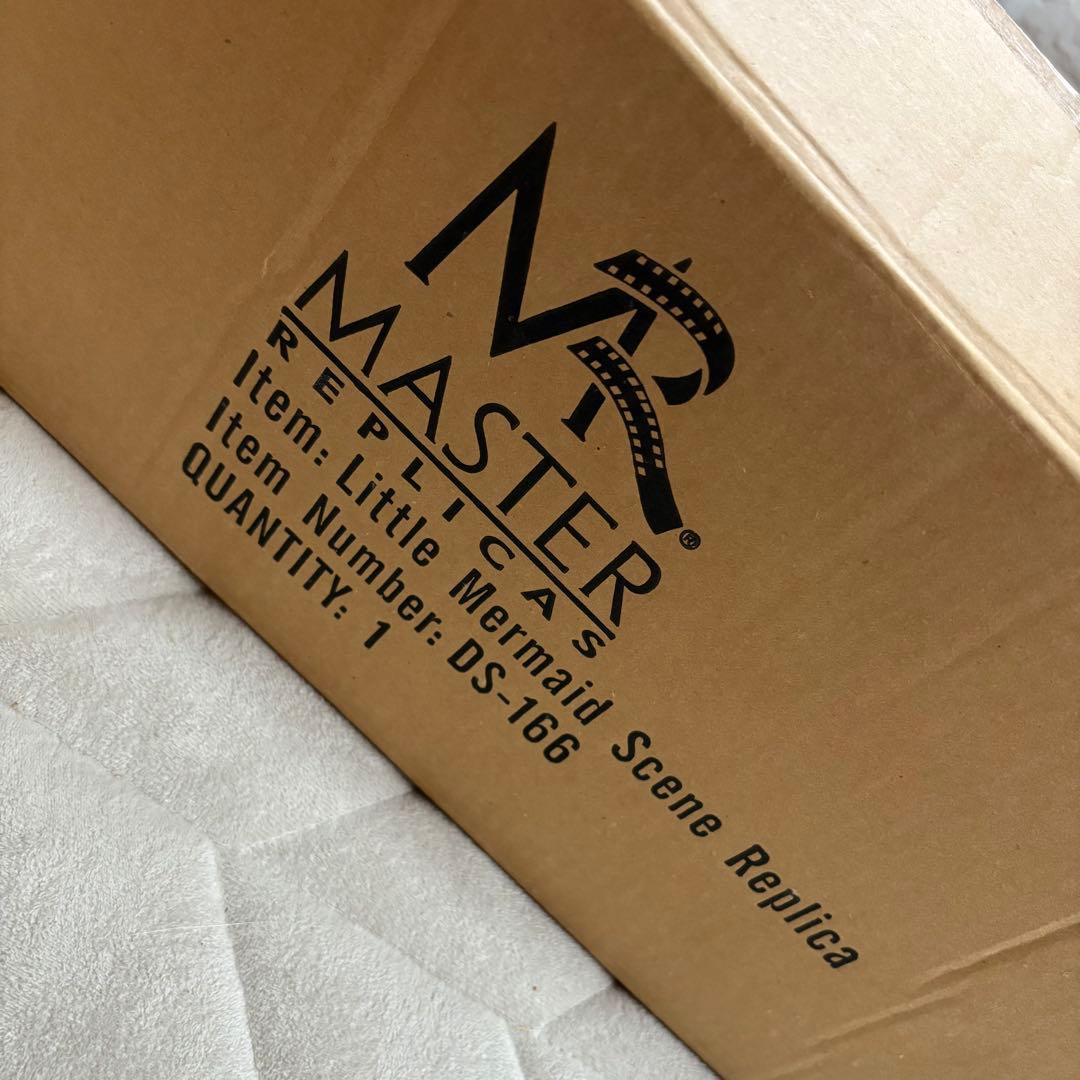 MR®
MASTER
REPLICAS
Item: Little Mermaid Scene Replica
Item Number: DS-166
QUANTITY: 1